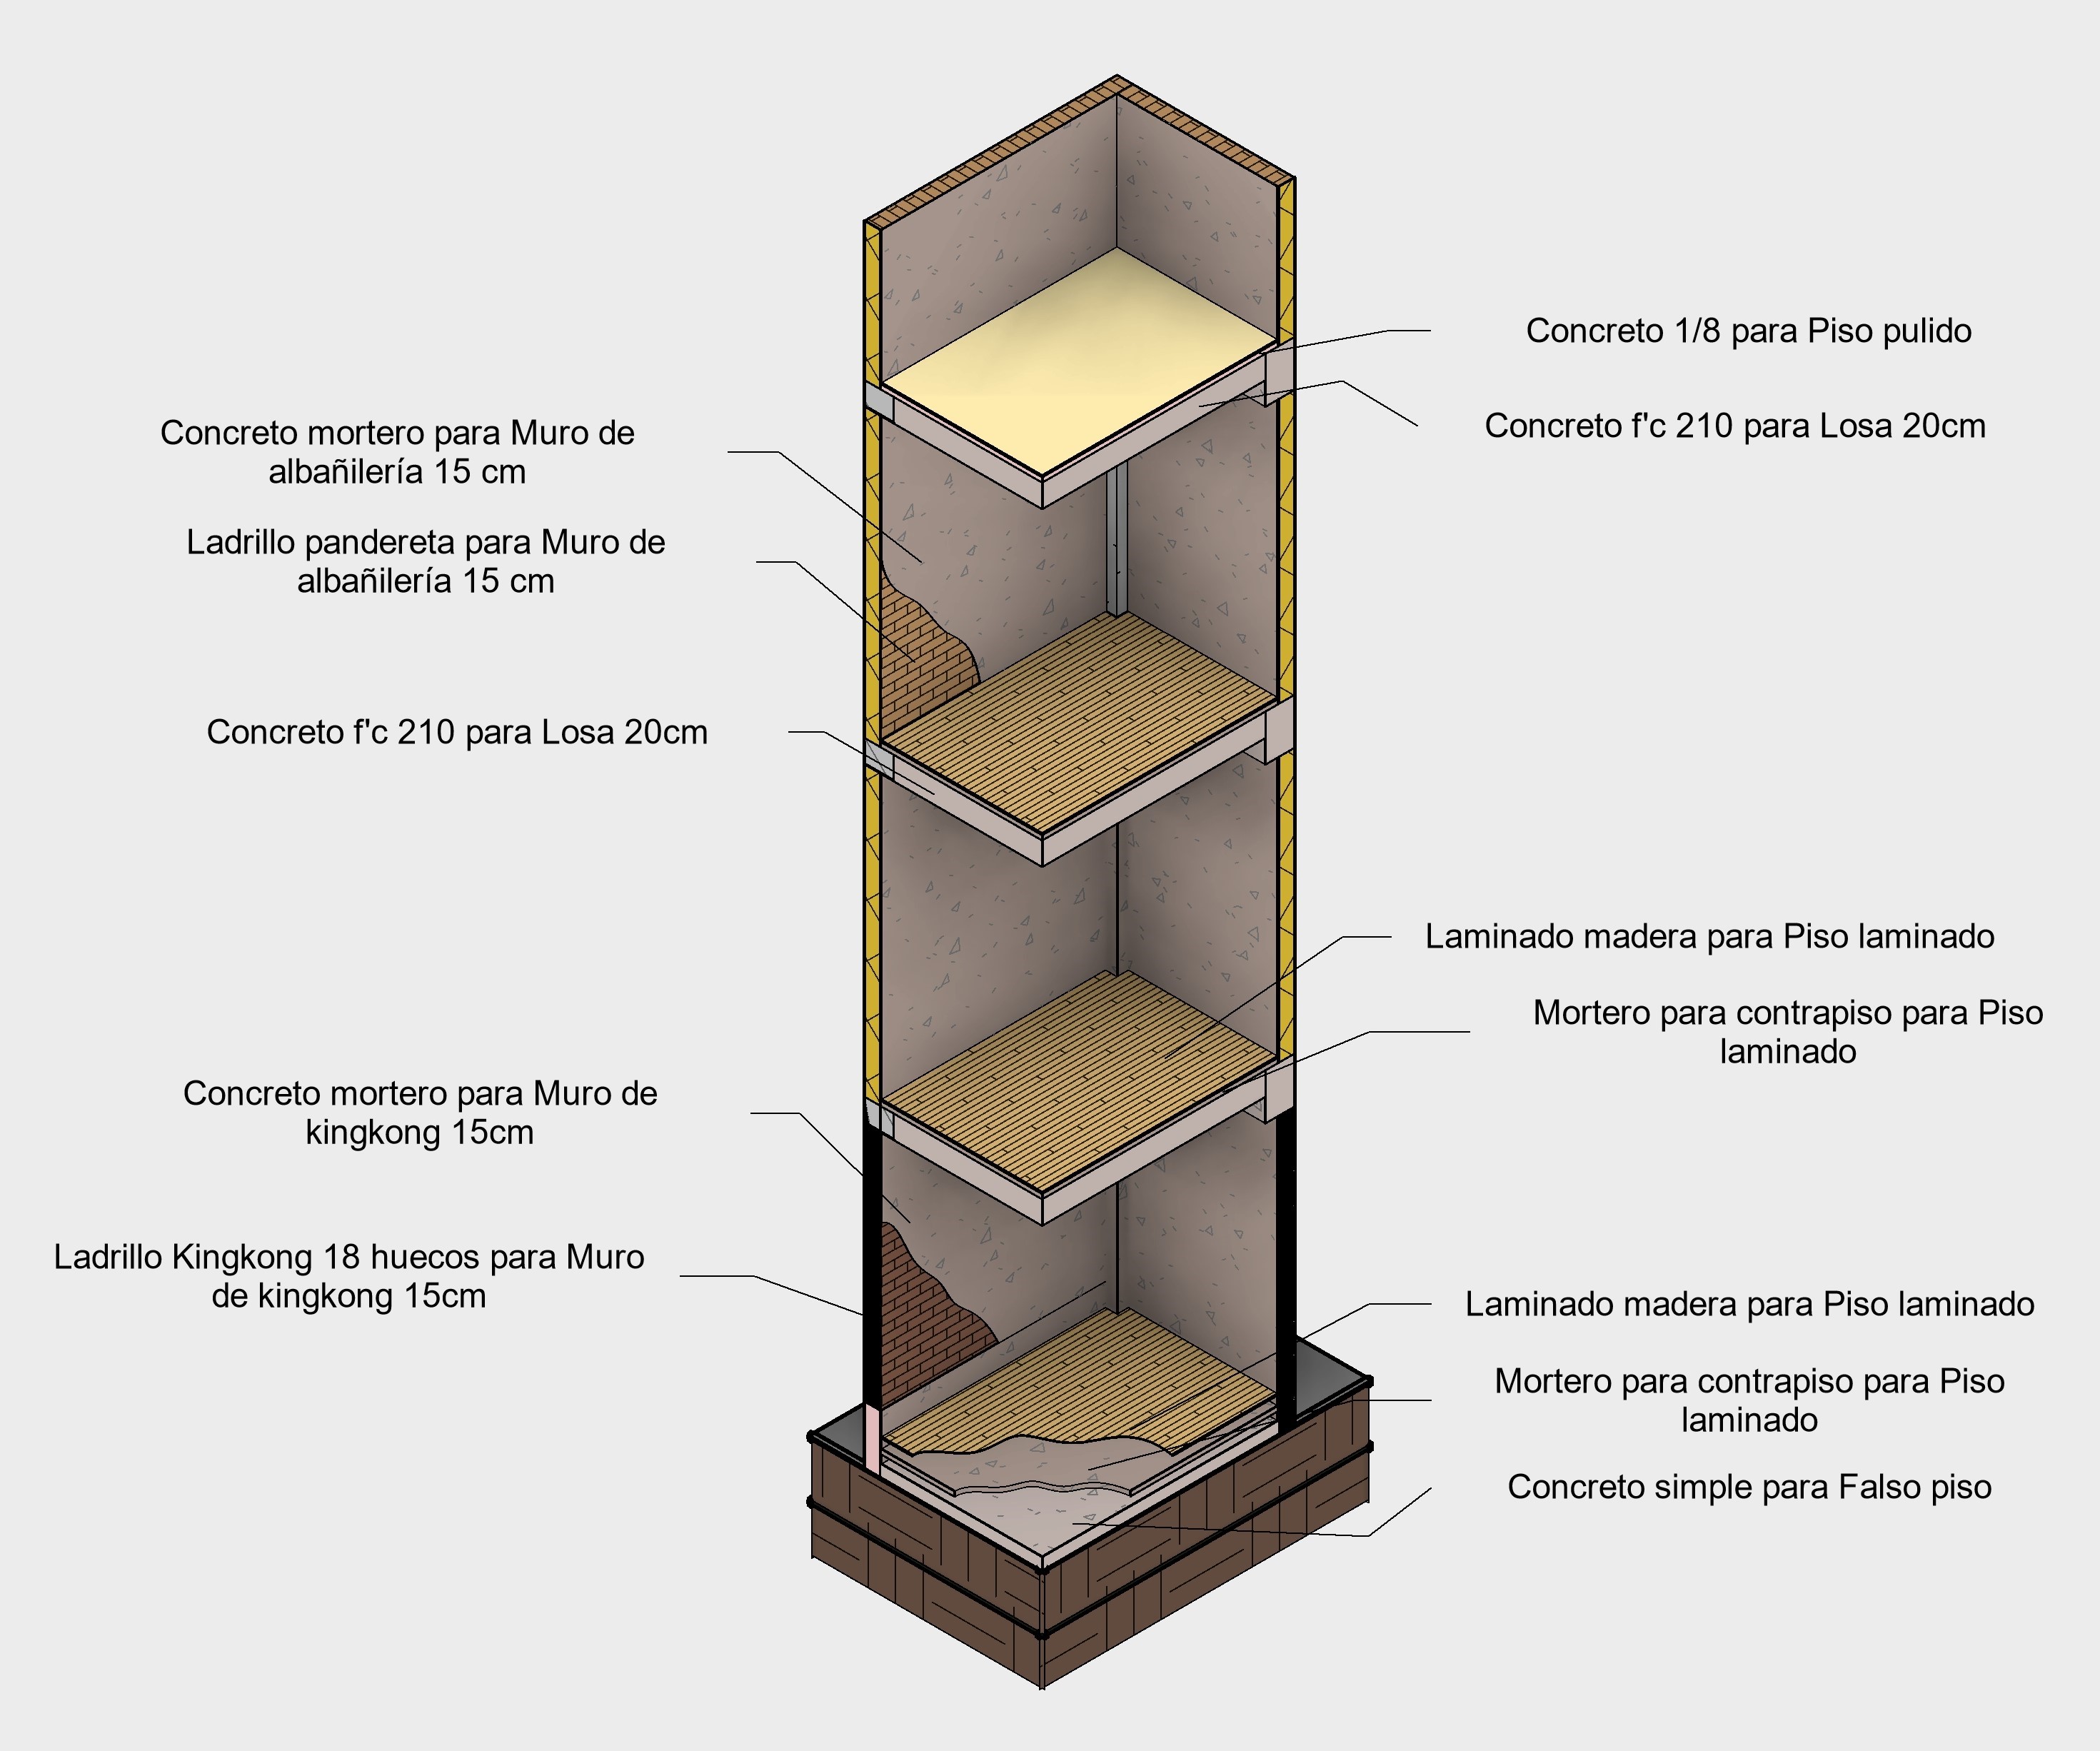 Concreto 1/8 para Piso pulido
Concreto f'c 210 para Losa 20cm
Concreto mortero para Muro de
albañilería 15 cm
Ladrillo pandereta para Muro de
albañilería 15 cm
Concreto f'c 210 para Losa 20cm
Laminado madera para Piso laminado
Mortero para contrapiso para Piso
laminado
Concreto mortero para Muro de
kingkong 15cm
Ladrillo Kingkong 18 huecos para Muro
de kingkong 15cm
Laminado madera para Piso laminado
Mortero para contrapiso para Piso
laminado
Concreto simple para Falso piso